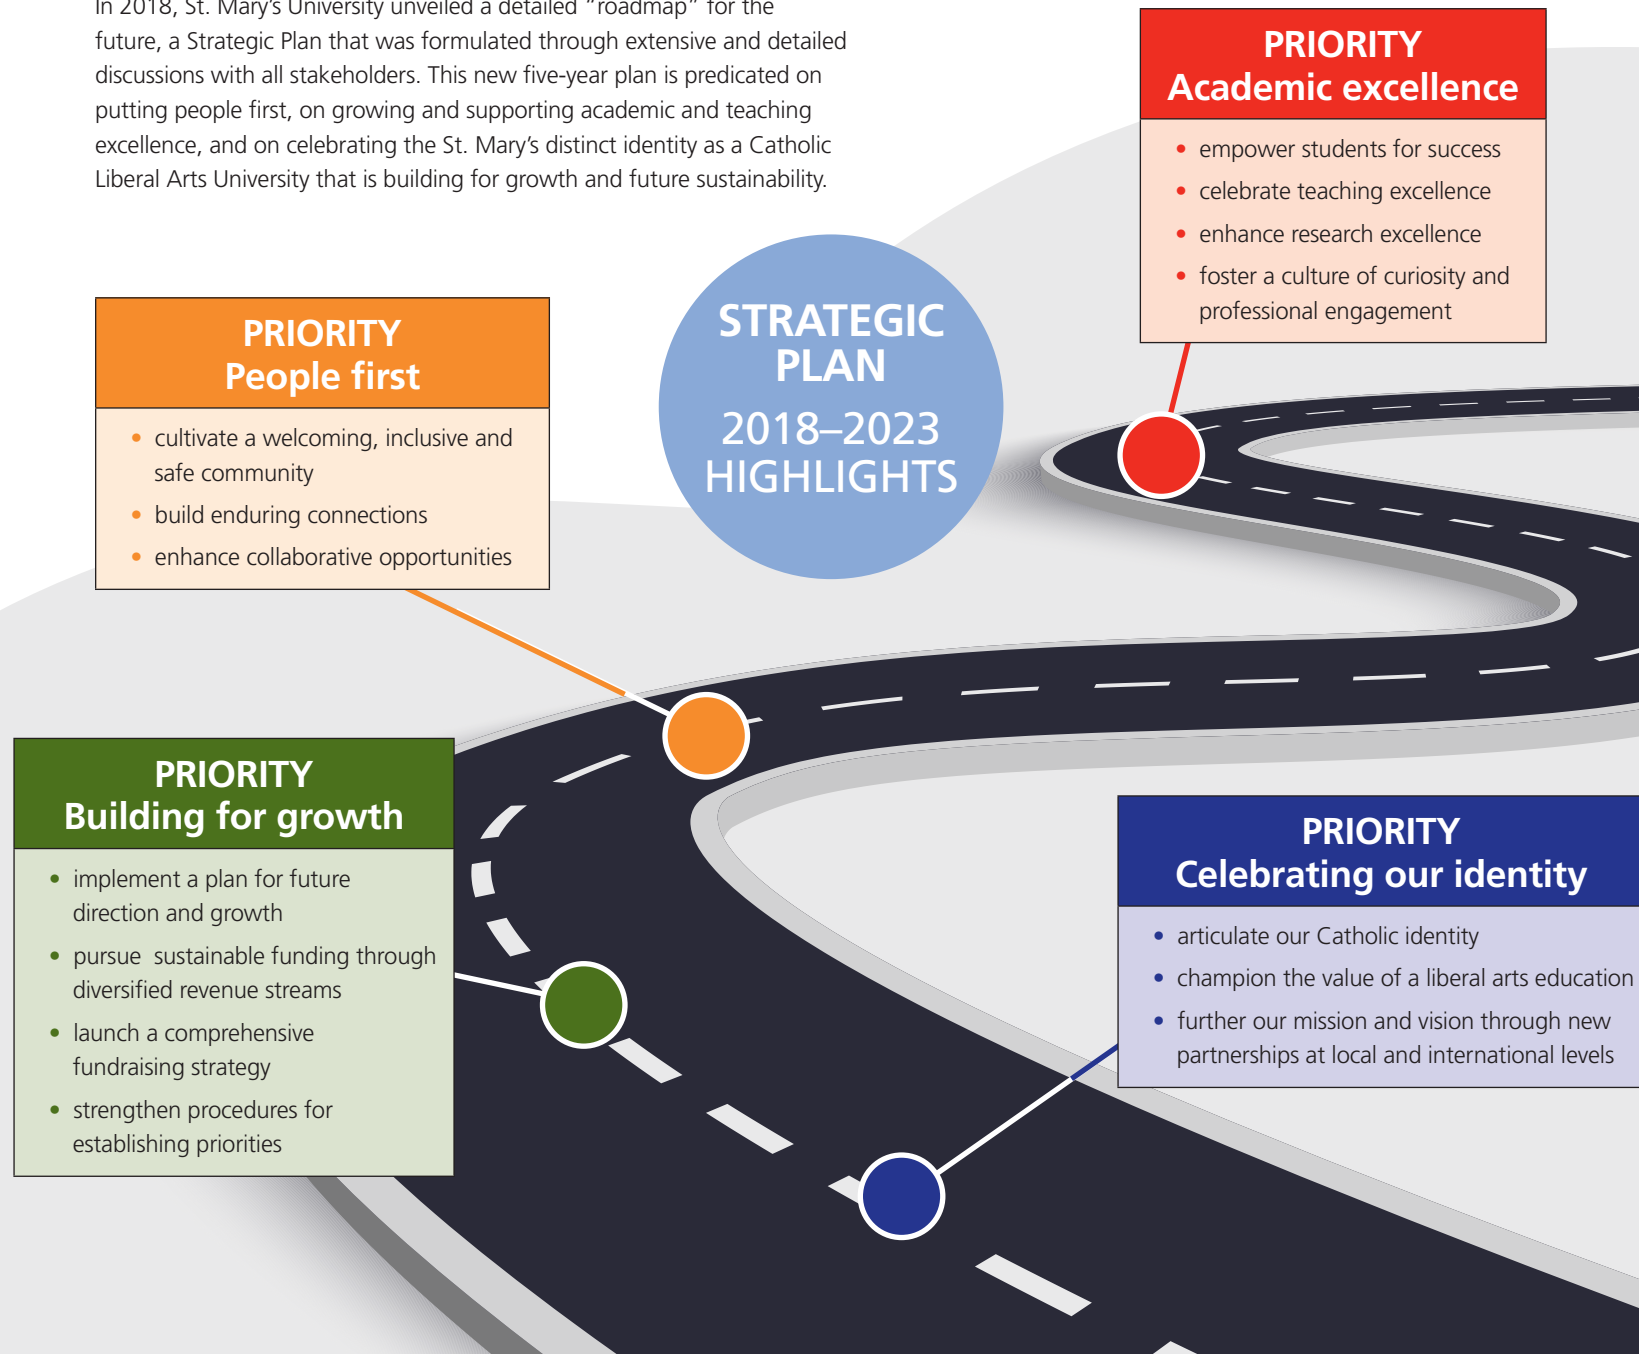 In 2018, St. Mary's University unveiled a detailed “roadmap” for the
future, a Strategic Plan that was formulated through extensive and detailed
discussions with all stakeholders. This new five-year plan is predicated on
putting people first, on growing and supporting academic and teaching
excellence, and on celebrating the St. Mary's distinct identity as a Catholic
Liberal Arts University that is building for growth and future sustainability.
PRIORITY
Academic excellence
• empower students for success
• celebrate teaching excellence
• enhance research excellence
• foster a culture of curiosity and
professional engagement
STRATEGIC
PLAN
2018–2023
HIGHLIGHTS
PRIORITY
People first
• cultivate a welcoming, inclusive and
safe community
• build enduring connections
• enhance collaborative opportunities
PRIORITY
Building for growth
• implement a plan for future
direction and growth
• pursue  sustainable funding through
diversified revenue streams
• launch a comprehensive
fundraising strategy
• strengthen procedures for
establishing priorities
PRIORITY
Celebrating our identity
• articulate our Catholic identity
• champion the value of a liberal arts education
• further our mission and vision through new
partnerships at local and international levels